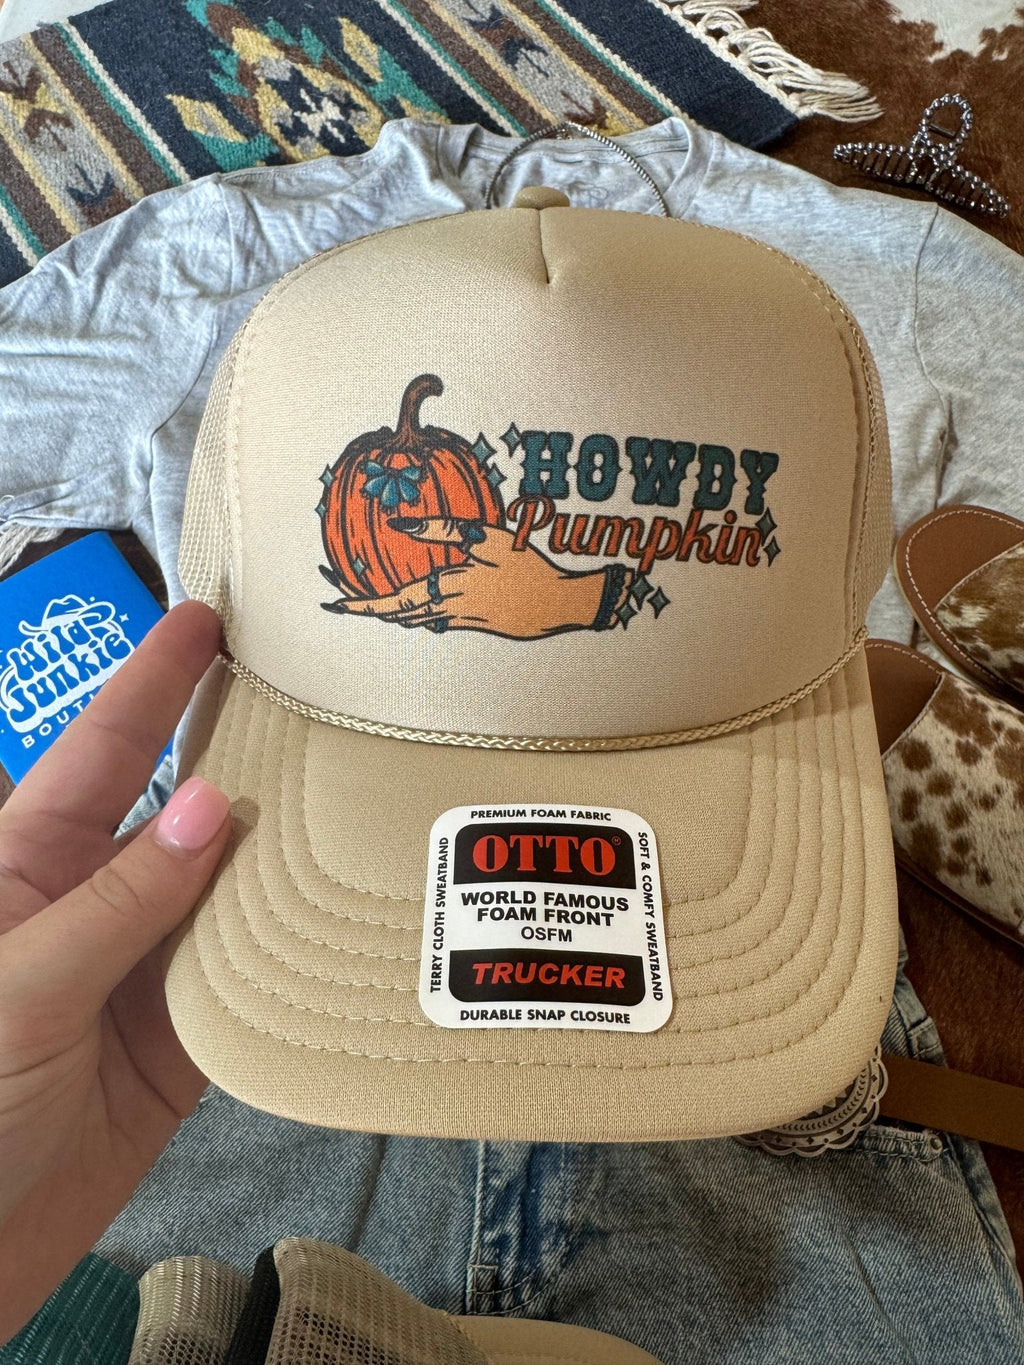 HOWDY
Pumpkin
Wild
Junkie
PREMIUM FOAM FABRIC
OTTO
WORLD FAMOUS
FOAM FRONT
OSFM
TRUCKER
DURABLE SNAP CLOSURE
TERRY CLOTH SWEATBAND
SOFT & COMFY SWEATBAND